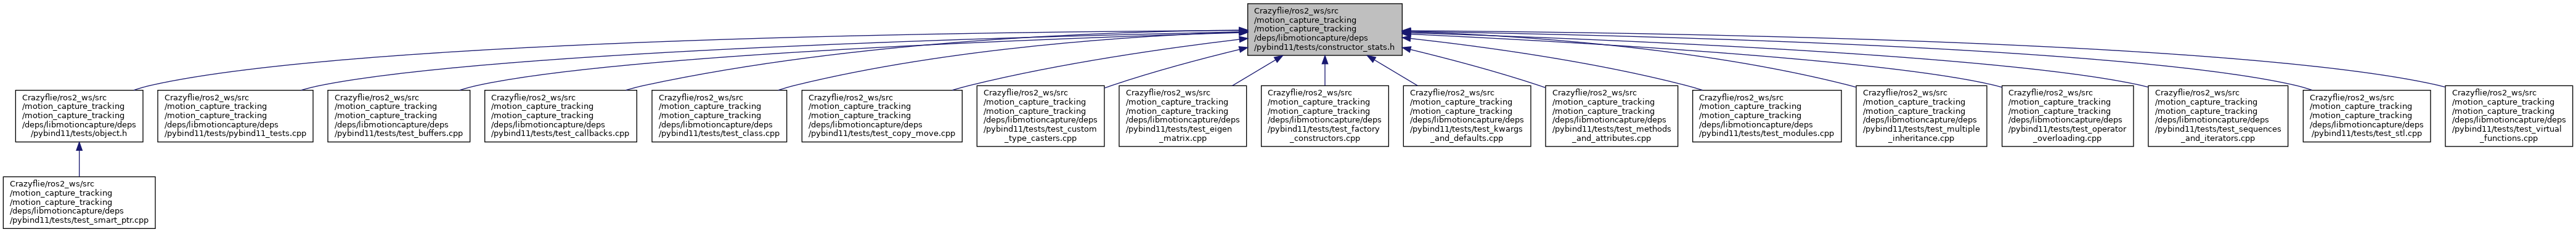 Crazyflie/ros2_ws/src
/motion_capture_tracking
/motion_capture_tracking
/deps/libmotioncapture/deps
/pybind11/tests/constructor_stats.h
Crazyflie/ros2_ws/src
/motion_capture_tracking
/motion_capture_tracking
/deps/libmotioncapture/deps
/pybind11/tests/object.h
Crazyflie/ros2_ws/src
/motion_capture_tracking
/motion_capture_tracking
/deps/libmotioncapture/deps
/pybind11/tests/pybind11_tests.cpp
Crazyflie/ros2_ws/src
/motion_capture_tracking
/motion_capture_tracking
/deps/libmotioncapture/deps
/pybind11/tests/test_buffers.cpp
Crazyflie/ros2_ws/src
/motion_capture_tracking
/motion_capture_tracking
/deps/libmotioncapture/deps
/pybind11/tests/test_callbacks.cpp
Crazyflie/ros2_ws/src
/motion_capture_tracking
/motion_capture_tracking
/deps/libmotioncapture/deps
/pybind11/tests/test_class.cpp
Crazyflie/ros2_ws/src
/motion_capture_tracking
/motion_capture_tracking
/deps/libmotioncapture/deps
/pybind11/tests/test_copy_move.cpp
Crazyflie/ros2_ws/src
/motion_capture_tracking
/motion_capture_tracking
/deps/libmotioncapture/deps
/pybind11/tests/test_custom
_type_casters.cpp
Crazyflie/ros2_ws/src
/motion_capture_tracking
/motion_capture_tracking
/deps/libmotioncapture/deps
/pybind11/tests/test_eigen
_matrix.cpp
Crazyflie/ros2_ws/src
/motion_capture_tracking
/motion_capture_tracking
/deps/libmotioncapture/deps
/pybind11/tests/test_factory
_constructors.cpp
Crazyflie/ros2_ws/src
/motion_capture_tracking
/motion_capture_tracking
/deps/libmotioncapture/deps
/pybind11/tests/test_kwargs
_and_defaults.cpp
Crazyflie/ros2_ws/src
/motion_capture_tracking
/motion_capture_tracking
/deps/libmotioncapture/deps
/pybind11/tests/test_methods
_and_attributes.cpp
Crazyflie/ros2_ws/src
/motion_capture_tracking
/motion_capture_tracking
/deps/libmotioncapture/deps
/pybind11/tests/test_modules.cpp
Crazyflie/ros2_ws/src
/motion_capture_tracking
/motion_capture_tracking
/deps/libmotioncapture/deps
/pybind11/tests/test_multiple
_inheritance.cpp
Crazyflie/ros2_ws/src
/motion_capture_tracking
/motion_capture_tracking
/deps/libmotioncapture/deps
/pybind11/tests/test_operator
_overloading.cpp
Crazyflie/ros2_ws/src
/motion_capture_tracking
/motion_capture_tracking
/deps/libmotioncapture/deps
/pybind11/tests/test_sequences
_and_iterators.cpp
Crazyflie/ros2_ws/src
/motion_capture_tracking
/motion_capture_tracking
/deps/libmotioncapture/deps
/pybind11/tests/test_stl.cpp
Crazyflie/ros2_ws/src
/motion_capture_tracking
/motion_capture_tracking
/deps/libmotioncapture/deps
/pybind11/tests/test_virtual
_functions.cpp
Crazyflie/ros2_ws/src
/motion_capture_tracking
/motion_capture_tracking
/deps/libmotioncapture/deps
/pybind11/tests/test_smart_ptr.cpp